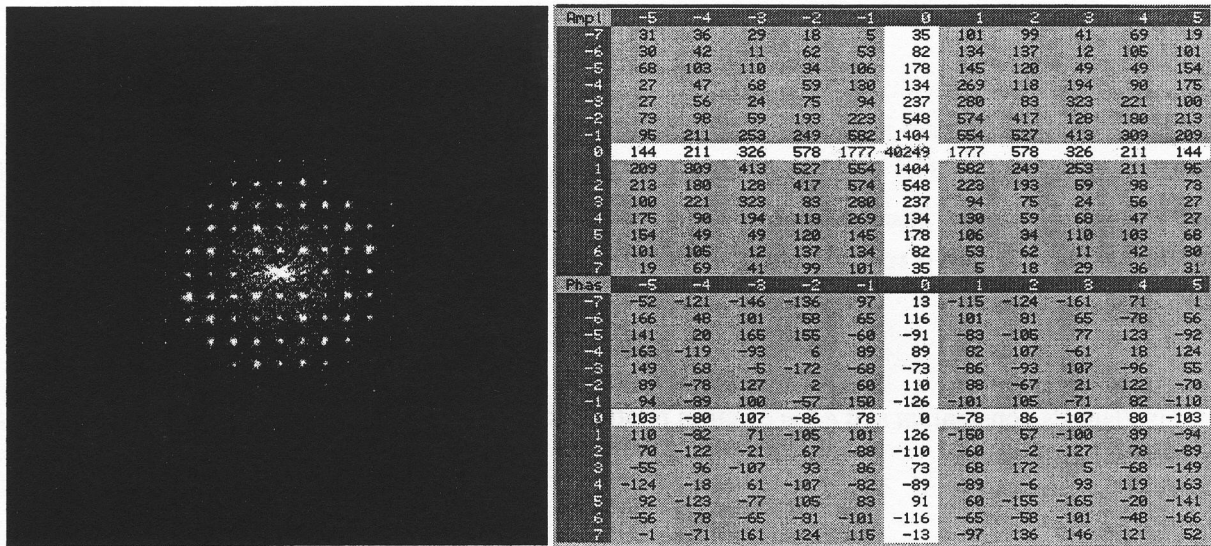 Ampl -5 -4 -3 -2 -1 0 1 2 3 4 5
-7 31 36 29 18 5 35 101 99 41 69 19
-6 30 42 11 62 53 82 134 137 12 105 101
-5 68 103 110 34 106 178 145 120 49 49 154
-4 27 47 68 59 130 134 269 118 194 90 175
-3 27 56 24 75 94 237 280 83 323 221 100
-2 73 98 59 193 223 548 574 417 128 180 213
-1 95 211 253 249 582 1404 554 527 413 309 209
0 144 211 326 578 1777 40249 1777 578 326 211 144
1 209 309 413 527 554 1404 582 249 253 211 95
2 213 180 128 417 574 548 223 193 59 98 73
3 100 221 323 83 280 237 94 75 24 56 27
4 175 90 194 118 269 134 130 59 68 47 27
5 154 49 49 120 145 178 106 34 110 103 68
6 101 105 12 137 134 82 53 62 11 42 30
7 19 69 41 99 101 35 5 18 29 36 31
Phas -5 -4 -3 -2 -1 0 1 2 3 4 5
-7 -52 -121 -146 -136 97 13 -115 -124 -161 71 1
-6 166 48 101 58 65 116 101 81 65 -78 56
-5 141 20 165 155 -60 -91 -83 -105 77 123 -92
-4 -163 -119 -93 6 89 89 82 107 -61 18 124
-3 149 68 -5 -172 -68 -73 -86 -93 107 -96 55
-2 89 -78 127 2 60 110 88 -67 21 122 -70
-1 94 -89 100 -57 150 -126 -101 105 -71 82 -110
0 103 -80 107 -86 78 0 -78 86 -107 80 -103
1 110 -82 71 -105 101 126 -150 57 -100 89 -94
2 70 -122 -21 67 -88 -110 -60 -2 -127 78 -89
3 -55 96 -107 93 86 73 68 172 5 -68 -149
4 -124 -18 61 -107 -82 -89 -89 -6 93 119 163
5 92 -123 -77 105 83 91 60 -155 -165 -20 -141
6 -56 78 -65 -81 -101 -116 -65 -58 -101 -48 -166
7 -1 -71 161 124 115 -13 -97 136 146 121 52